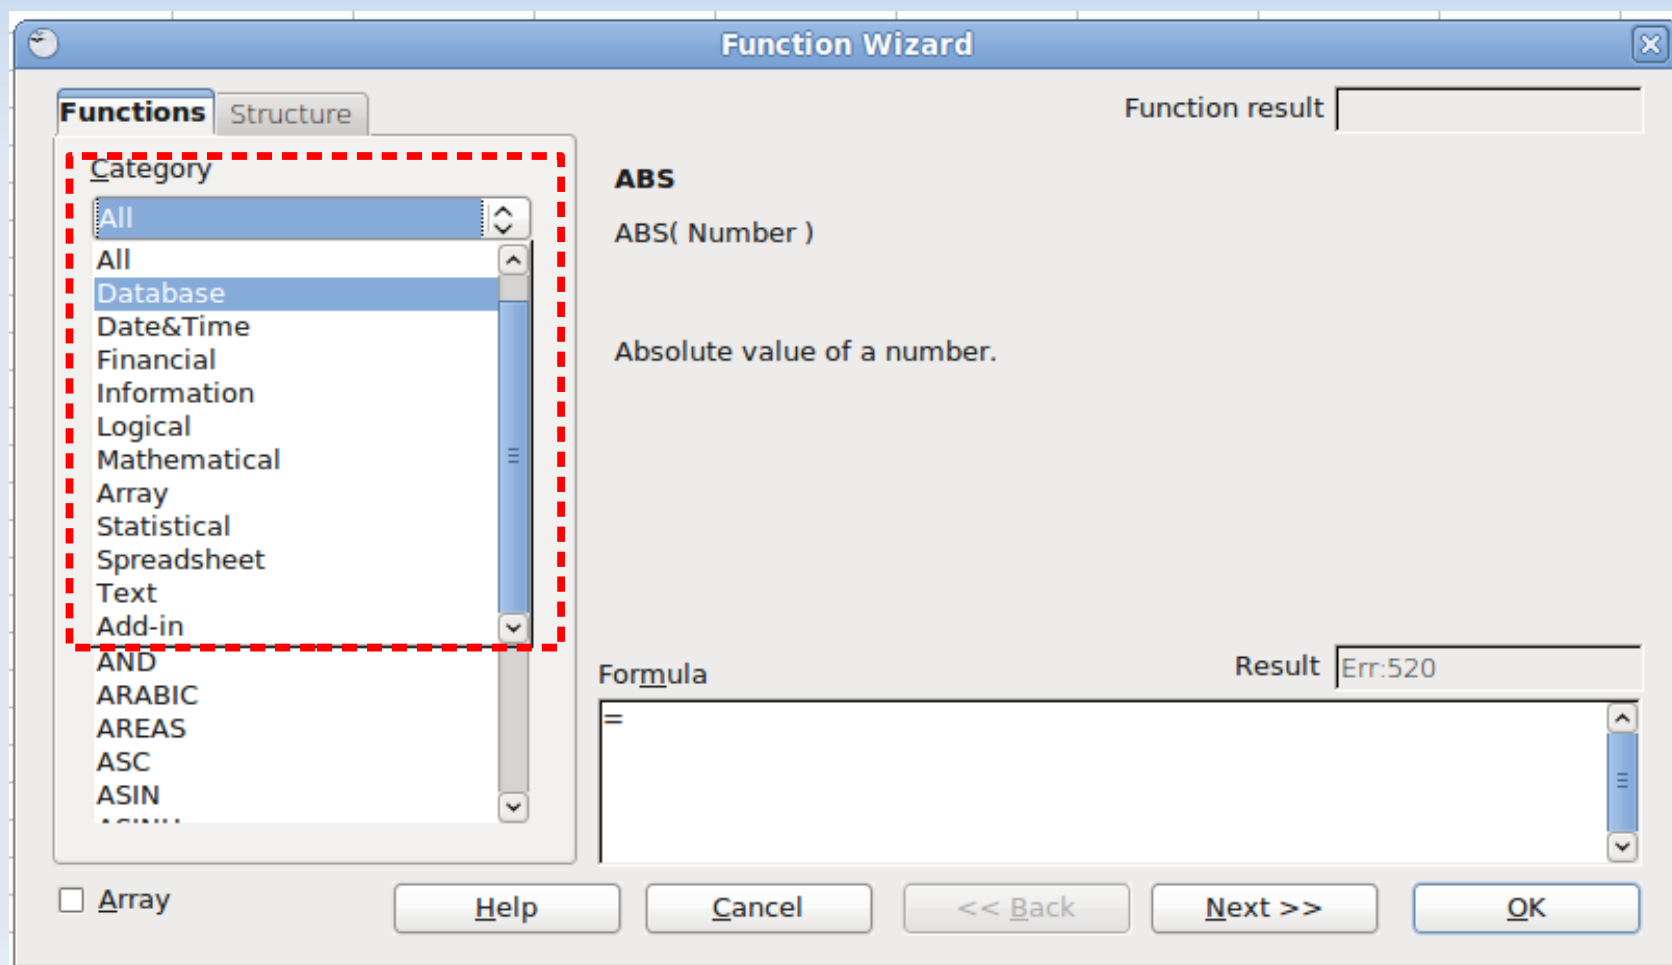 Function Wizard
Functions Structure
Function result
Category
All
All
Database
Date&Time
Financial
Information
Logical
Mathematical
Array
Statistical
Spreadsheet
Text
Add-in
AND
ARABIC
AREAS
ASC
ASIN
ABS
ABS( Number )
Absolute value of a number.
Formula
Result Err:520
=
Array
Help Cancel << Back Next >> OK